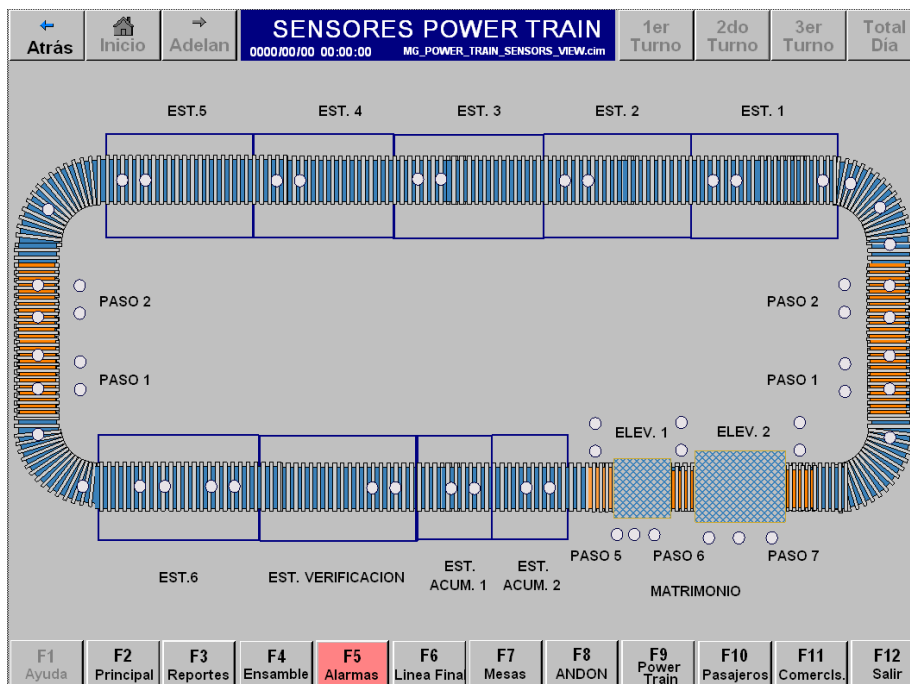 Atrás
Inicio
Adelan
SENSORES POWER TRAIN
0000/00/00 00:00:00 MG_POWER_TRAIN_SENSORS_VIEW.cim
1er
Turno
2do
Turno
3er
Turno
Total
Dia
EST.5
EST. 4
EST. 3
EST. 2
EST. 1
PASO 2
PASO 2
PASO 1
PASO 1
ELEV. 1
ELEV. 2
EST.6
EST. VERIFICACION
EST.
ACUM. 1
EST.
ACUM. 2
PASO 5
PASO 6
PASO 7
MATRIMONIO
F1
Ayuda
F2
Principal
F3
Reportes
F4
Ensamble
F5
Alarmas
F6
Linea Final
F7
Mesas
F8
ANDON
F9
Power
Train
F10
Pasajeros
F11
Comercls.
F12
Salir